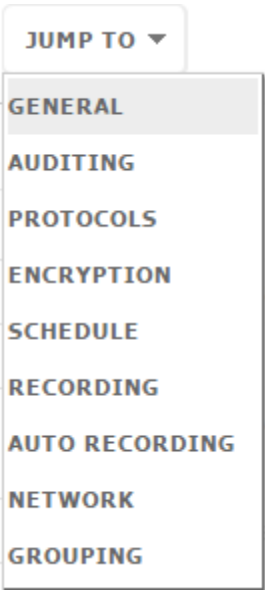 JUMP TO
GENERAL
AUDITING
PROTOCOLS
ENCRYPTION
SCHEDULE
RECORDING
AUTO RECORDING
NETWORK
GROUPING